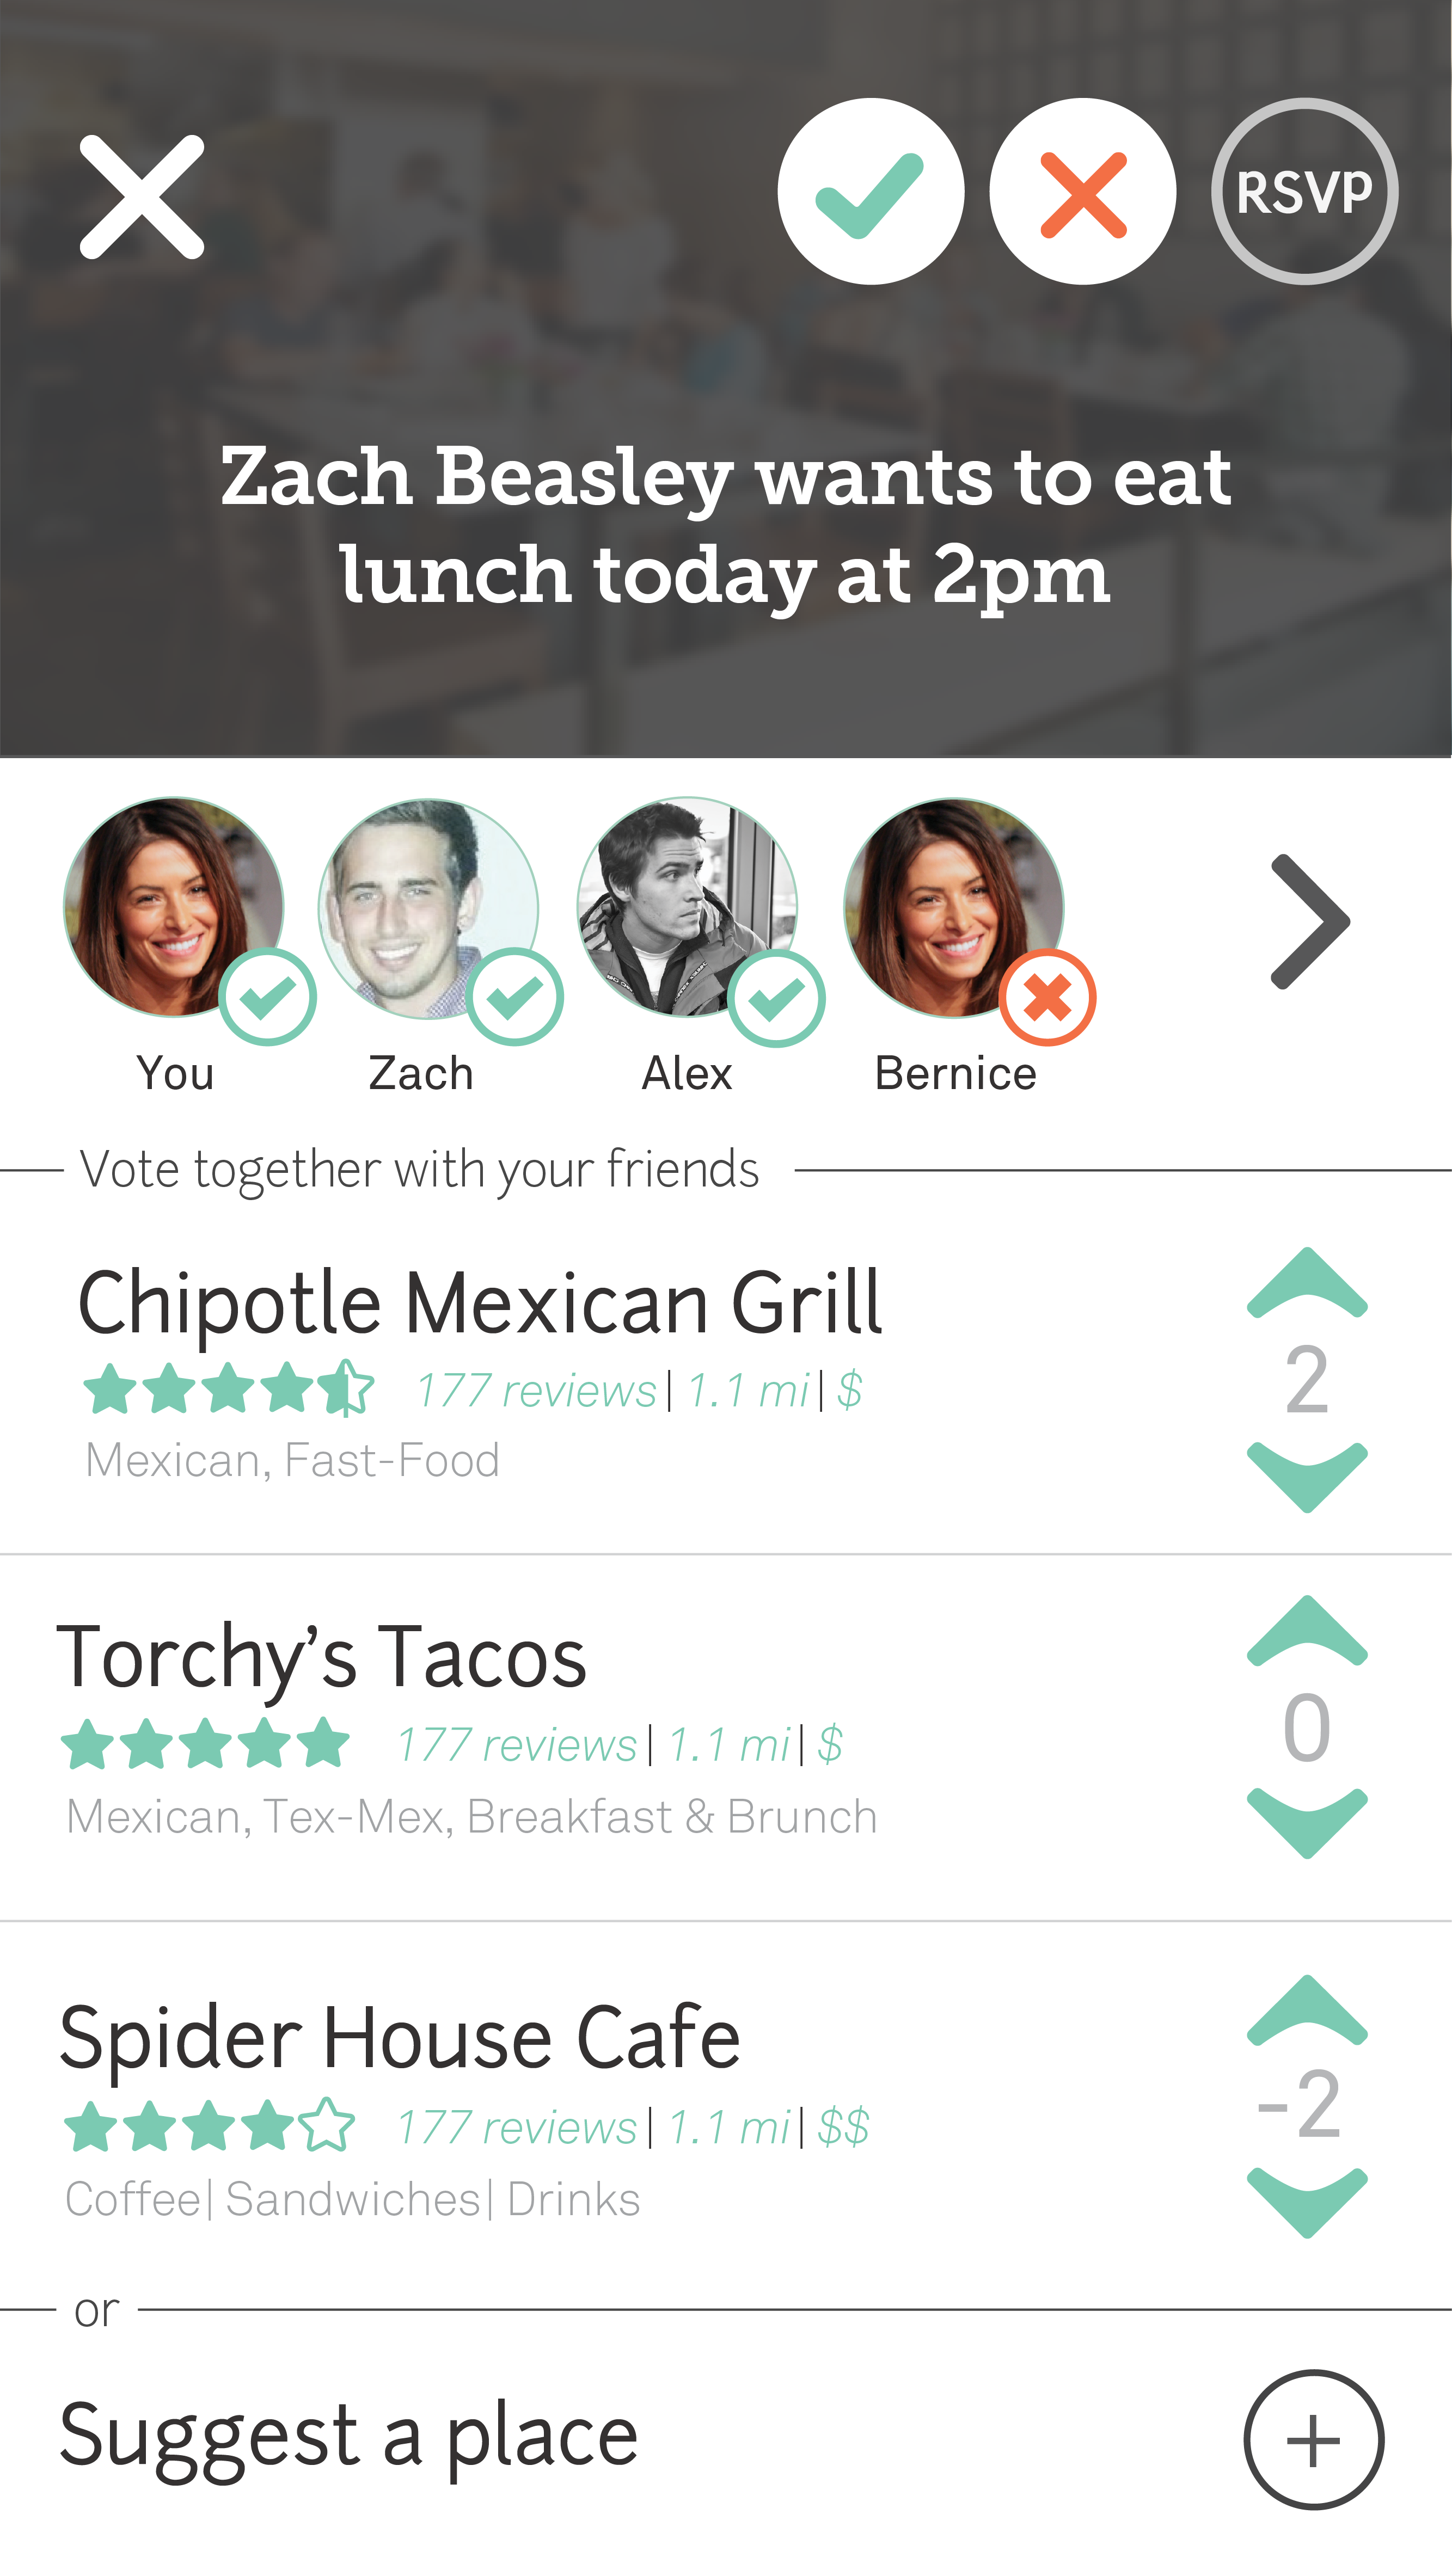 RSVP
Zach Beasley wants to eat
lunch today at 2pm
You Zach Alex Bernice
Vote together with your friends
Chipotle Mexican Grill
177 reviews| 1.1 mi| $
2
Mexican, Fast-Food
Torchy’s Tacos
177 reviews| 1.1 mi| $
0
Mexican, Tex-Mex, Breakfast & Brunch
Spider House Cafe
177 reviews| 1.1 mi| $$
-2
Coffee| Sandwiches| Drinks
or
Suggest a place